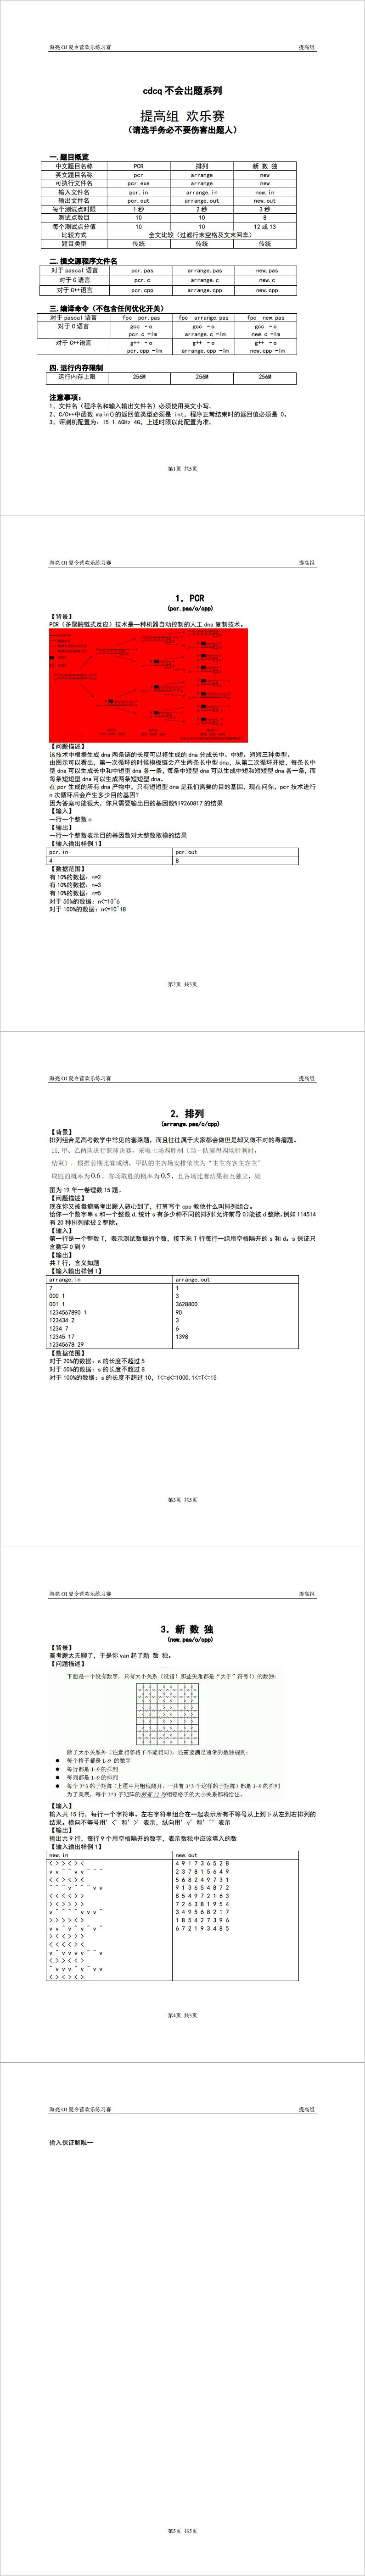 海亮 OI 夏令营欢乐练习赛 提高组
cdcq 不会出题系列
提高组 欢乐赛
（请选手务必不要伤害出题人）
一.题目概览
中文题目名称 PCR 排列 新 数 独
英文题目名称 pcr arrange new
可执行文件名 pcr.exe arrange new
输入文件名 pcr.in arrange.in new.in
输出文件名 pcr.out arrange.out new.out
每个测试点时限 1 秒 2 秒 3 秒
测试点数目 10 10 8
每个测试点分值 10 10 12 或 13
比较方式 全文比较（过滤行末空格及文末回车）
题目类型 传统 传统 传统
二.提交源程序文件名
对于 pascal 语言 pcr.pas arrange.pas new.pas
对于 C 语言 pcr.c arrange.c new.c
对于 C++语言 pcr.cpp arrange.cpp new.cpp
三.编译命令（不包含任何优化开关）
对于 pascal 语言 fpc pcr.pas fpc arrange.pas fpc new.pas
对于 C 语言 gcc -o gcc -o gcc -o
pcr.c -lm arrange.c -lm new.c -lm
对于 C++语言 g++ -o g++ -o g++ -o
pcr.cpp -lm arrange.cpp -lm new.cpp -lm
四.运行内存限制
运行内存上限 256M 256M 256M
注意事项：
1、文件名（程序名和输入输出文件名）必须使用英文小写。
2、C/C++中函数 main()的返回值类型必须是 int，程序正常结束时的返回值必须是 0。
3、评测机配置为：I5 1.6GHz 4G，上述时限以此配置为准。
第1页 共5页
海亮 OI 夏令营欢乐练习赛 提高组
1. PCR
(pcr.pas/c/cpp)
【背景】
PCR（多聚酶链式反应）技术是一种机器自动控制的人工 dna 复制技术。
【问题描述】
该技术中根据生成 dna 两条链的长度可以将生成的 dna 分成长中、中短、短短三种类型。
由图示可以看出，第一次循环的时候模板链会产生两条长中型 dna，从第二次循环开始，每条长中
型 dna 可以生成长中和中短型 dna 各一条，每条中短型 dna 可以生成中短和短短型 dna 各一条，而
每条短短型 dna 可以生成两条短短型 dna。
在 pcr 生成的所有 dna 产物中，只有短短型 dna 是我们需要的目的基因，现在问你，pcr 技术进行
n 次循环后会产生多少目的基因？
因为答案可能很大，你只需要输出目的基因数%19260817 的结果
【输入】
一行一个整数 n
【输出】
一行一个整数表示目的基因数对大整数取模的结果
【输入输出样例 1】
pcr.in pcr.out
4 8
【数据范围】
有 10%的数据：n=2
有 10%的数据：n=3
有 10%的数据：n=5
对于 50%的数据：n<=10^6
对于 100%的数据：n<=10^18
第2页 共5页
海亮 OI 夏令营欢乐练习赛 提高组
2. 排列
(arrange.pas/c/cpp)
【背景】
排列组合是高考数学中常见的套路题，而且往往属于大家都会做但是却又做不对的毒瘤题。
15. 甲、乙两队进行篮球决赛，采取七场四胜制（当一队赢得四场胜利时，
结束）．根据前期比赛成绩，甲队的主客场安排依次为“主主客客主客主”
取胜的概率为 0.6，客场取胜的概率为 0.5，且各场比赛结果相互独立，则
图为 19 年一卷理数 15 题。
【问题描述】
现在你又被毒瘤高考出题人恶心到了，打算写个 cpp 教他什么叫排列组合。
给你一个数字串 s 和一个整数 d,统计 s 有多少种不同的排列(允许前导 0)能被 d 整除。例如 114514
有 20 种排列能被 2 整除。
【输入】
第一行是一个整数 T，表示测试数据的个数，接下来 T 行每行一组用空格隔开的 s 和 d。s 保证只
含数字 0 到 9
【输出】
共 T 行，含义如题
【输入输出样例 1】
arrange.in arrange.out
7 1
000 1 3
001 1 3628800
1234567890 1 90
123434 2 3
1234 7 6
12345 17 1398
12345678 29
【数据范围】
对于 20%的数据：s 的长度不超过 5
对于 50%的数据：s 的长度不超过 8
对于 100%的数据：s 的长度不超过 10，1<=d<=1000,1<=T<=15
第3页 共5页
海亮 OI 夏令营欢乐练习赛 提高组
3. 新 数 独
(new.pas/c/cpp)
【背景】
高考题太无聊了，于是你 van 起了新 数 独。
【问题描述】
下面是一个没有数字，只有大小关系（没错！那些尖角都是“大于”符号！）的数独：
除了大小关系外（注意相邻格子不能相同），还需要满足通常的数独规则：
● 每个格子都是 1-9 的数字
● 每行都是 1-9 的排列
● 每列都是 1-9 的排列
● 每个 3*3 的子矩阵（上图中用粗线隔开，一共有 3*3 个这样的子矩阵）都是 1-9 的排列
为了美观，每个 3*3 子矩阵的所有 12 对相邻格子的大小关系都将给出。
【输入】
输入共 15 行，每行一个字符串。左右字符串组合在一起表示所有不等号从上到下从左到右排列的
结果。横向不等号用'<'和'>'表示，纵向用'v'和'^'表示
【输出】
输出共 9 行，每行 9 个用空格隔开的数字，表示数独中应该填入的数
【输入输出样例 1】
new.in new.out
4 9 1 7 3 6 5 2 8
2 3 7 8 1 5 6 4 9
5 6 8 2 4 9 7 3 1
9 1 3 6 5 4 8 7 2
8 5 4 9 7 2 1 6 3
7 2 6 3 8 1 9 5 4
3 4 9 5 6 8 2 1 7
1 8 5 4 2 7 3 9 6
6 7 2 1 9 3 4 8 5
第4页 共5页
海亮 OI 夏令营欢乐练习赛 提高组
输入保证解唯一
第5页 共5页